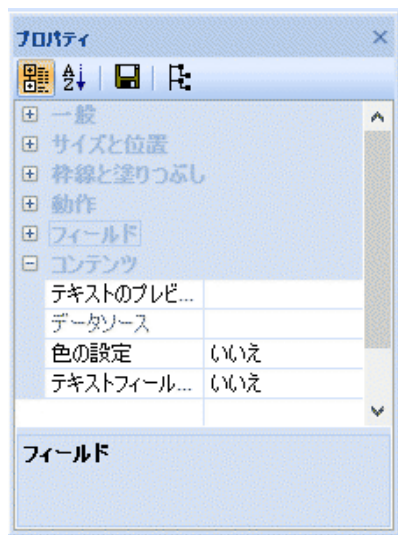 プロパティ
一般
サイズと位置
枠線と塗りつぶし
動作
フィールド
コンテンツ
テキストのプレビ...
データソース
色の設定 いいえ
テキストフィール... いいえ
フィールド